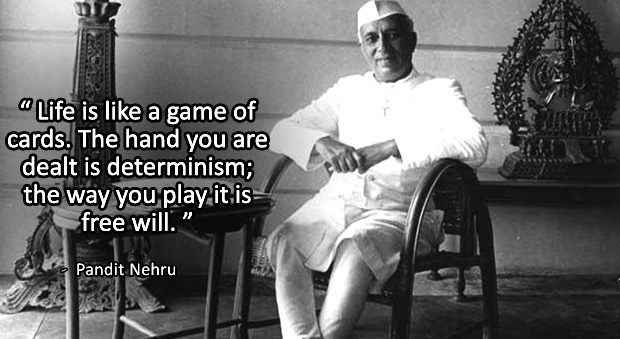 “ Life is like a game of
cards. The hand you are
dealt is determinism;
the way you play it is
free will. ”
- Pandit Nehru